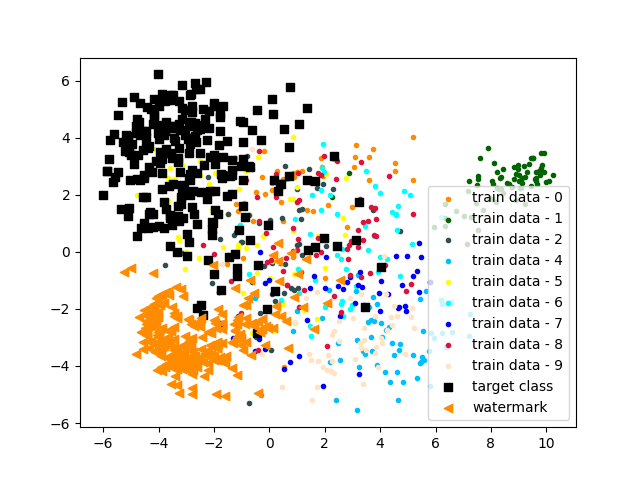 6
4
2
0
−2
−4
−6
−6 −4 −2 0 2 4 6 8 10
train data - 0
train data - 1
train data - 2
train data - 4
train data - 5
train data - 6
train data - 7
train data - 8
train data - 9
target class
watermark